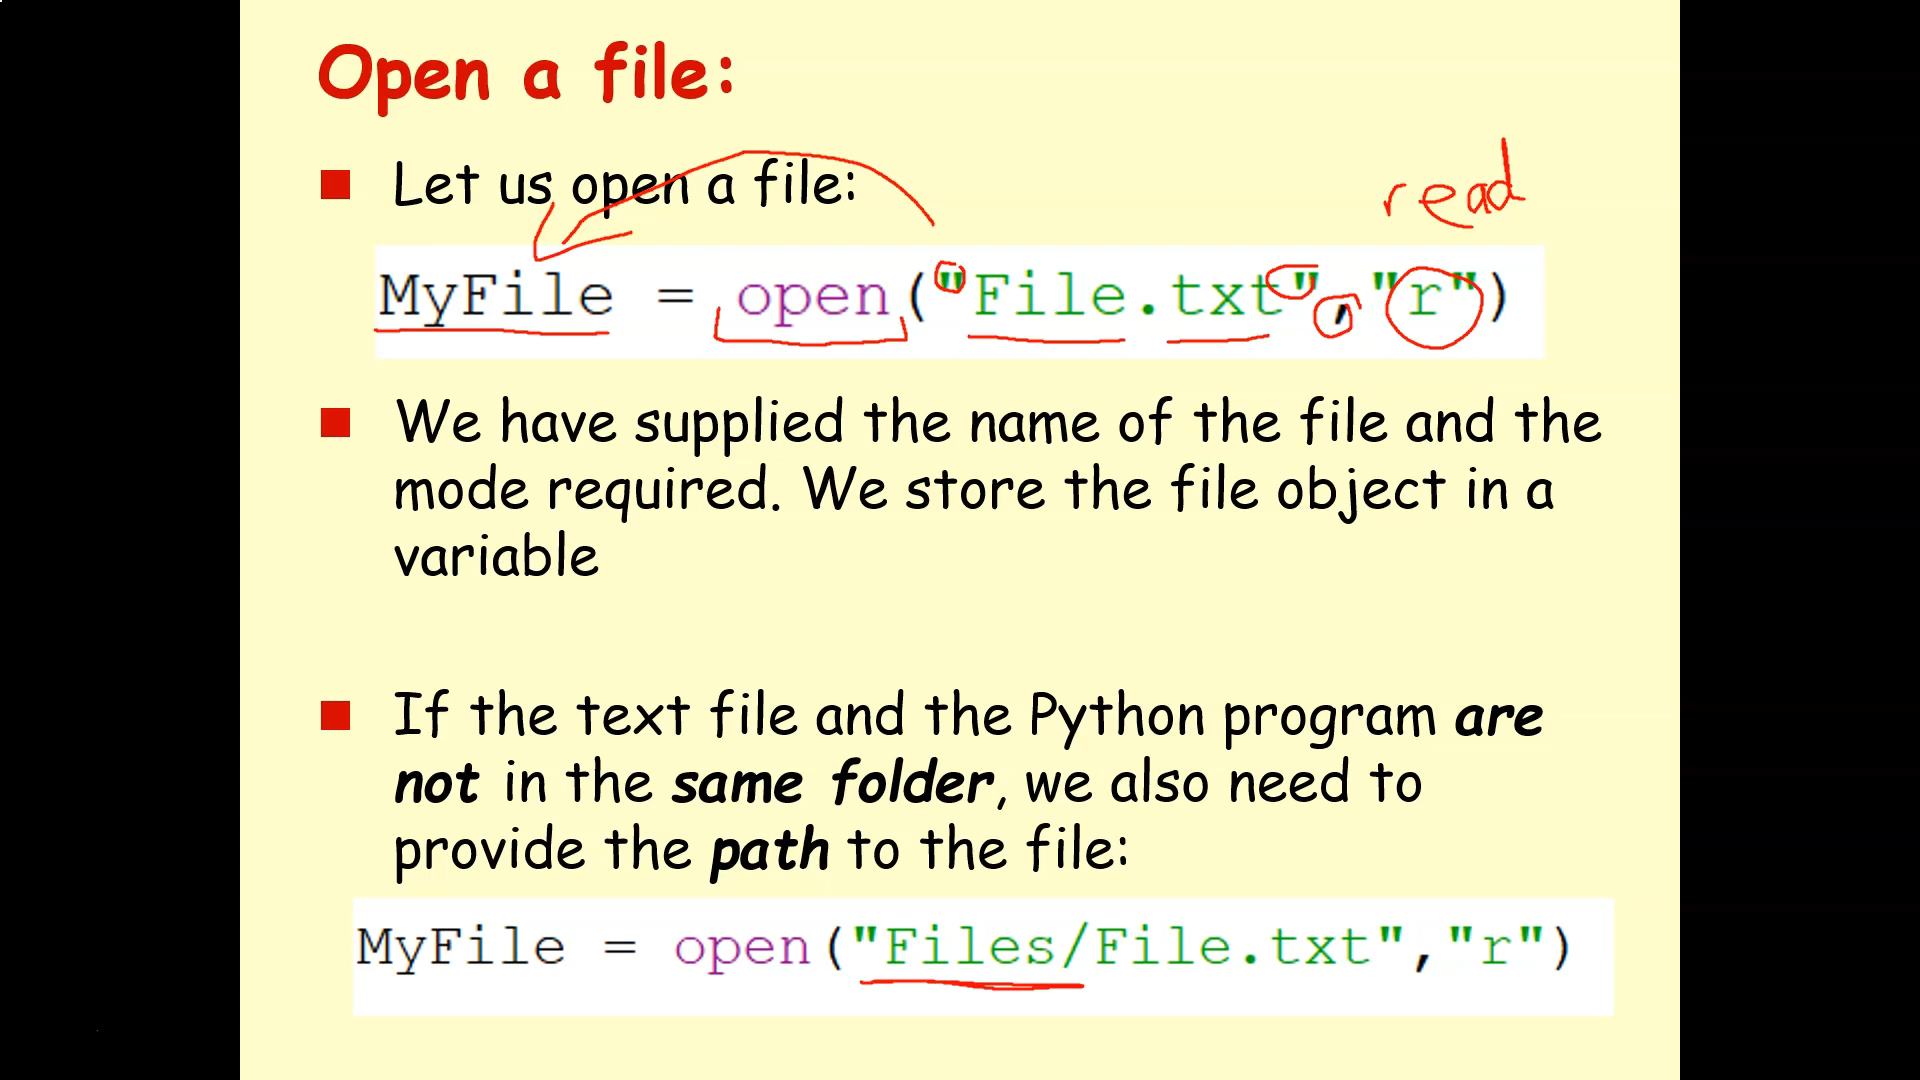 Open a file:
Let us open a file:
read
MyFile = open("File.txt","r")
We have supplied the name of the file and the
mode required. We store the file object in a
variable
If the text file and the Python program are
not in the same folder, we also need to
provide the path to the file:
MyFile = open("Files/File.txt","r")